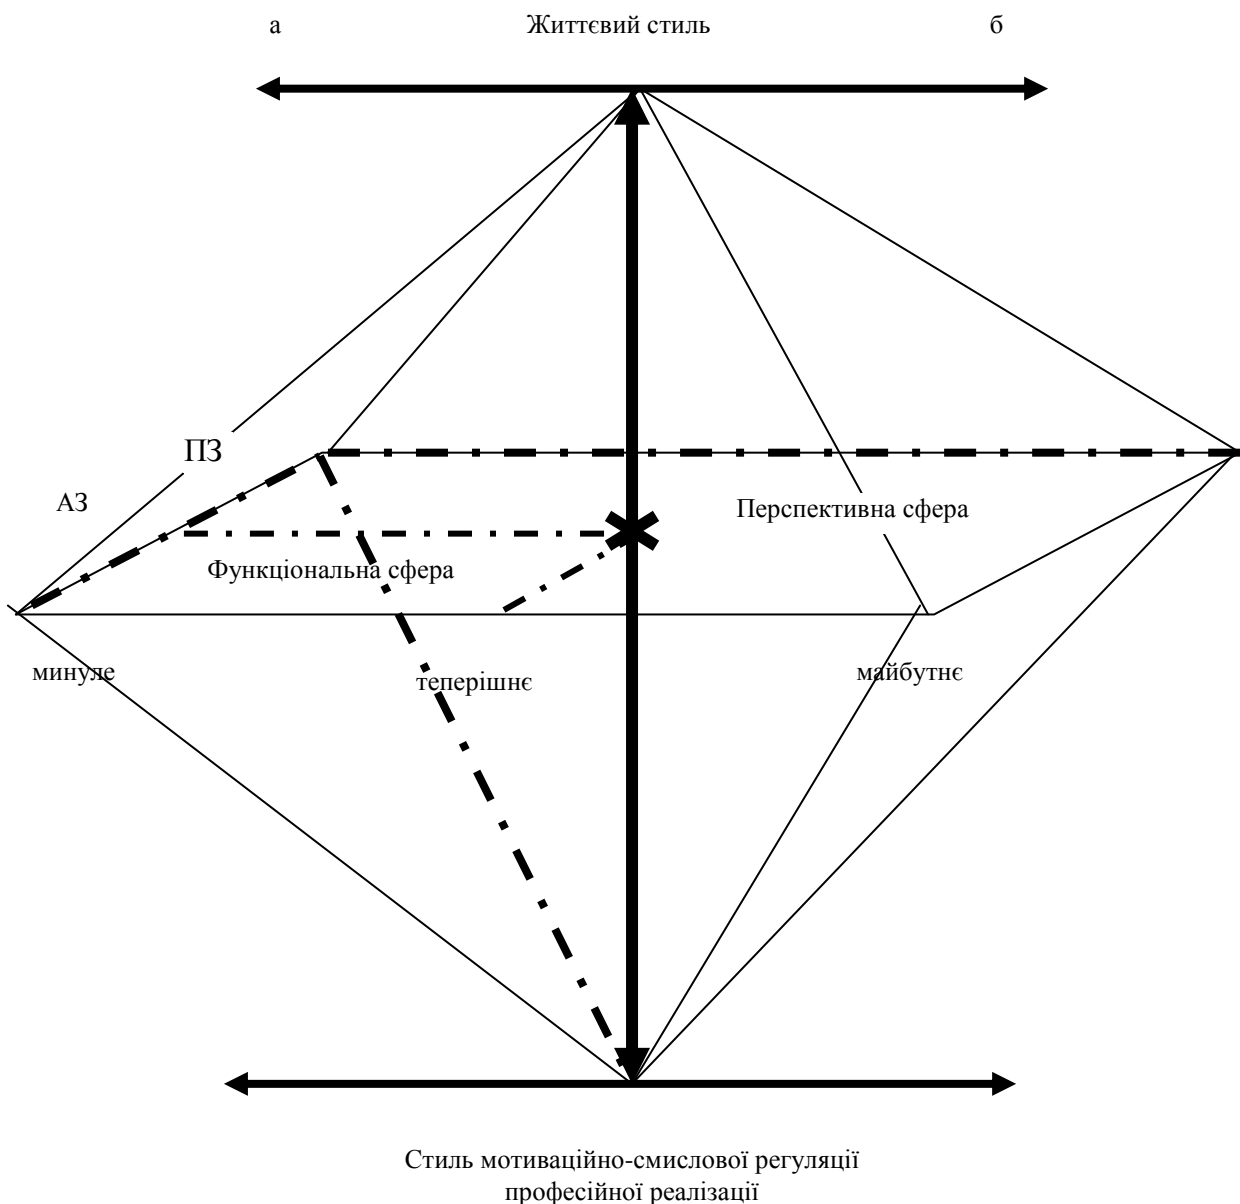 а
Життєвий стиль
б
ПЗ
АЗ
Перспективна сфера
Функціональна сфера
минуле
теперішнє
майбутнє
Стиль мотиваційно-смислової регуляції
професійної реалізації